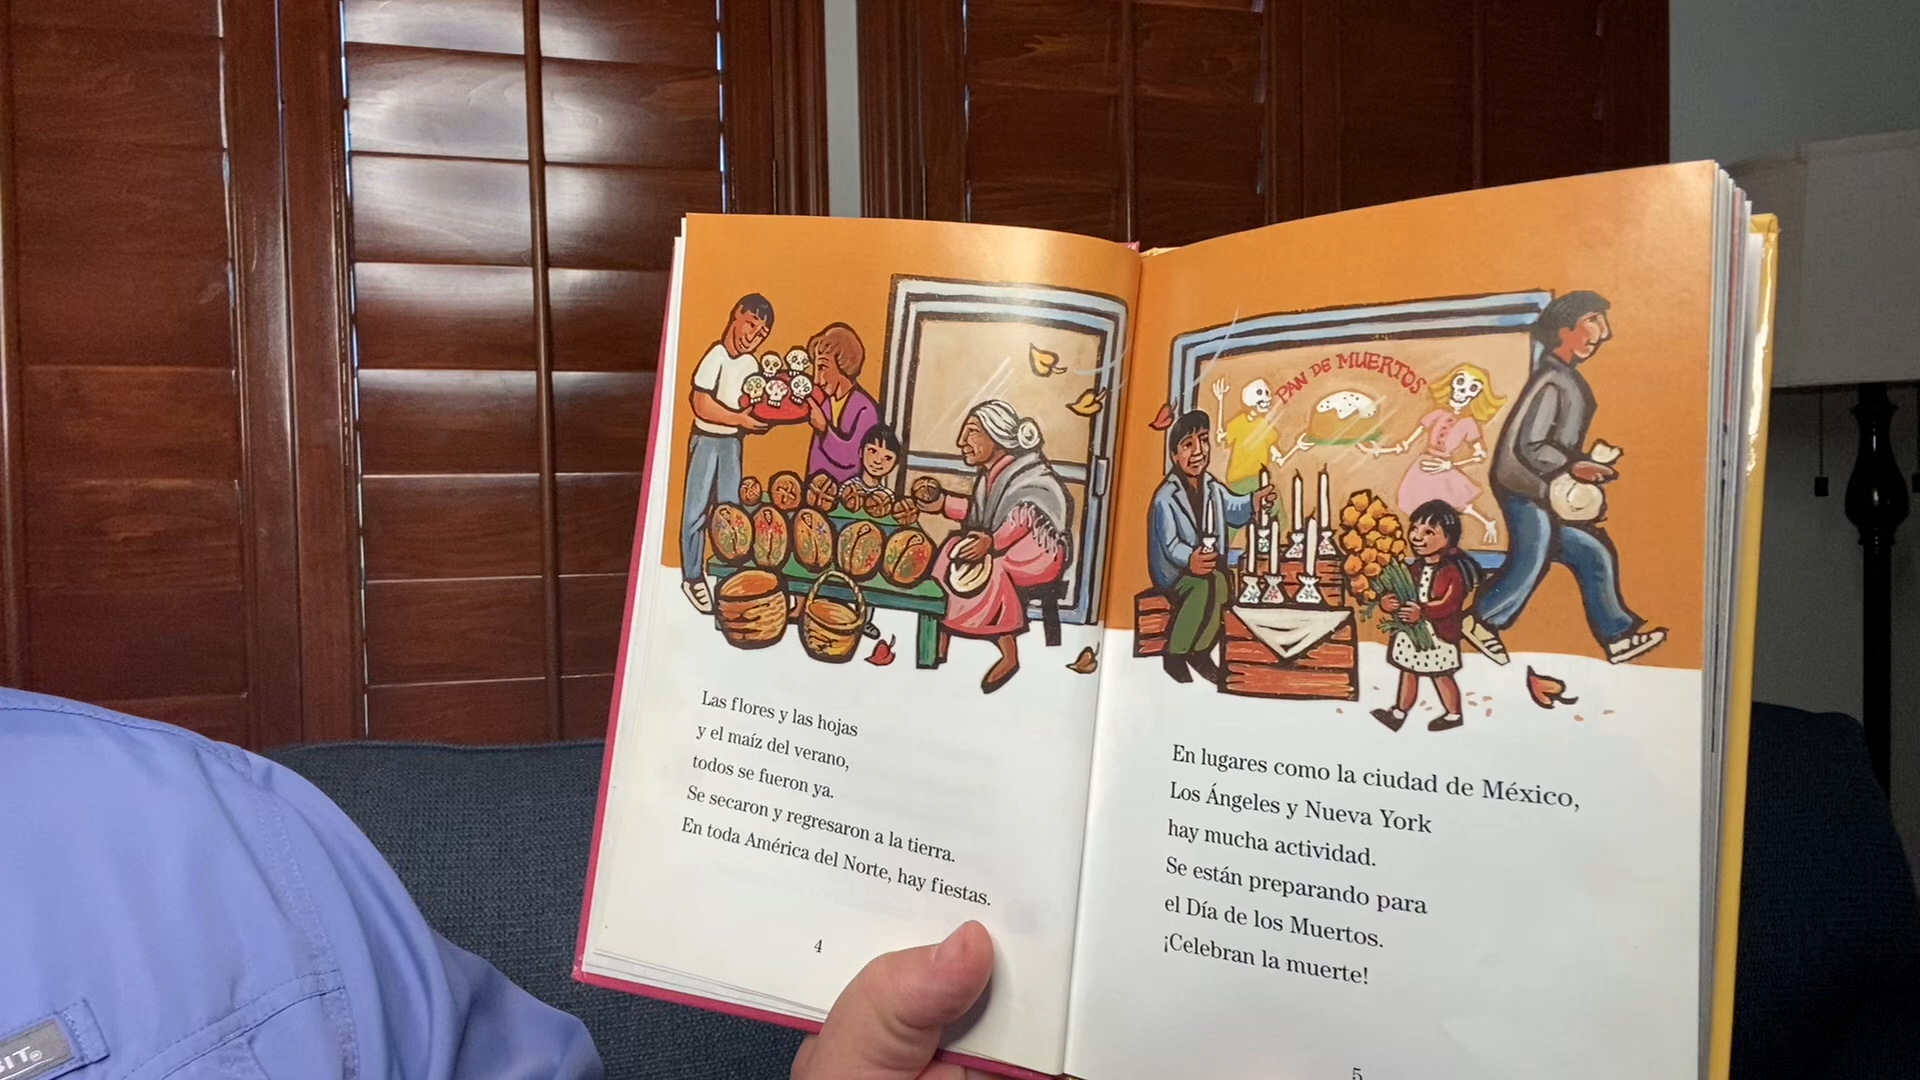 PAN DE MUERTOS
Las flores y las hojas
y el maíz del verano,
todos se fueron ya.
Se secaron y regresaron a la tierra.
En toda América del Norte, hay fiestas.
4
En lugares como la ciudad de México,
Los Ángeles y Nueva York
hay mucha actividad.
Se están preparando para
el Día de los Muertos.
¡Celebran la muerte!
5